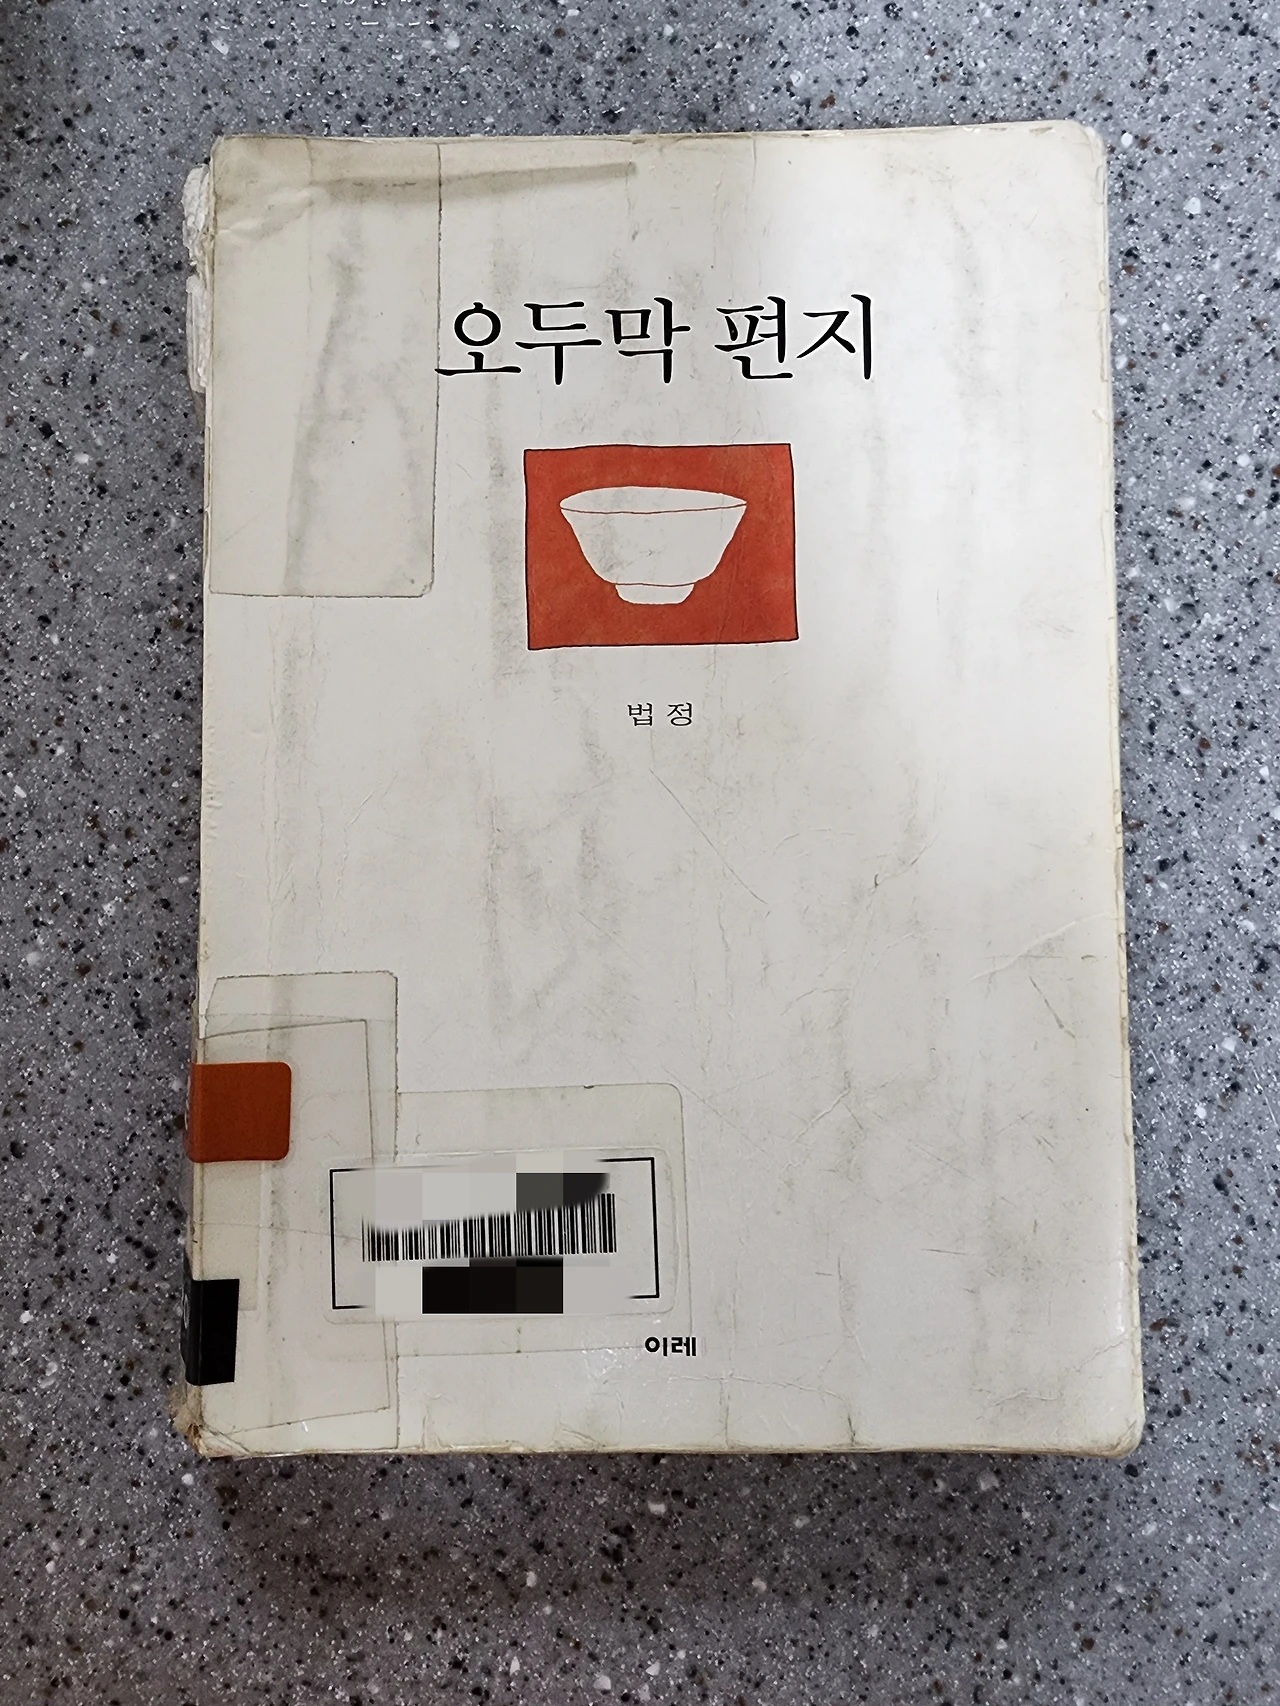 오두막 편지
법정
이레